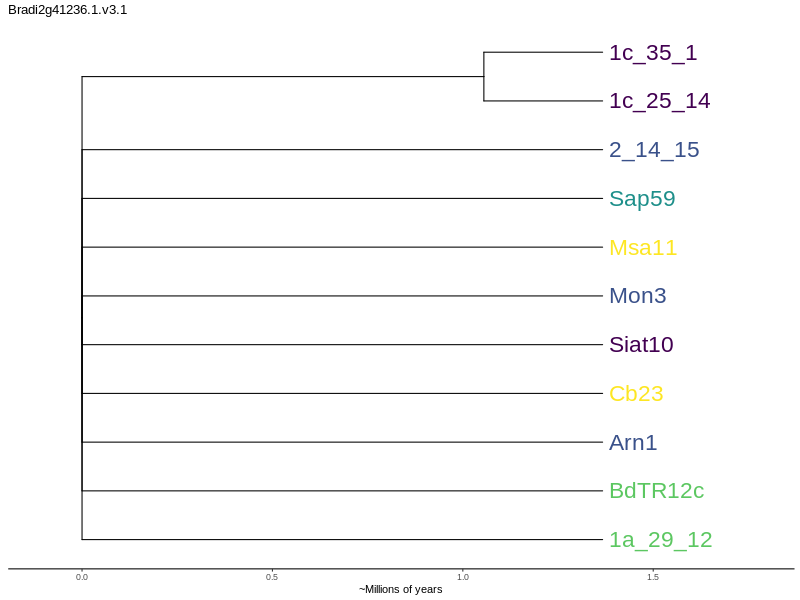 Bradi2g41236.1.v3.1
1c_35_1
1c_25_14
2_14_15
Sap59
Msa11
Mon3
Siat10
Cb23
Arn1
BdTR12c
1a_29_12
0.0 0.5 1.0 1.5
~Millions of years